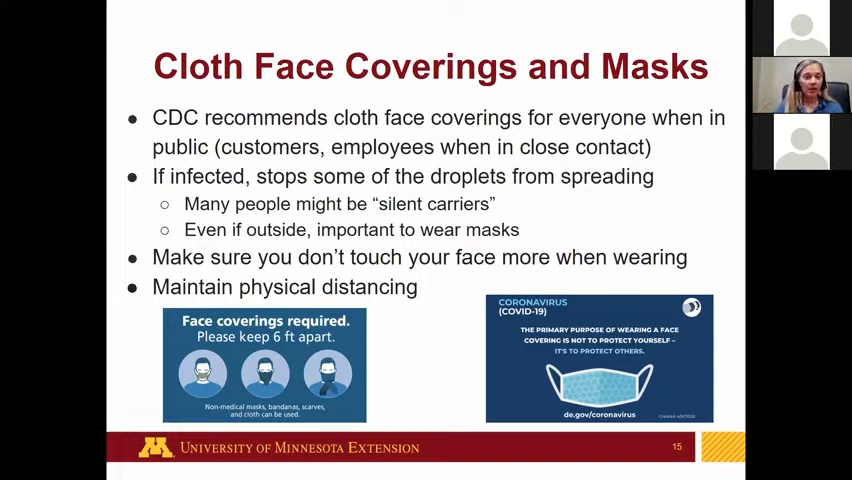 Cloth Face Coverings and Masks
● CDC recommends cloth face coverings for everyone when in
public (customers, employees when in close contact)
● If infected, stops some of the droplets from spreading
○ Many people might be “silent carriers”
○ Even if outside, important to wear masks
● Make sure you don’t touch your face more when wearing
● Maintain physical distancing
Face coverings required.
Please keep 6 ft apart.
Non-medical masks, bandanas, scarves,
and cloth can be used.
CORONAVIRUS
(COVID-19)
THE PRIMARY PURPOSE OF WEARING A FACE
COVERING IS NOT TO PROTECT YOURSELF –
IT'S TO PROTECT OTHERS.
de.gov/coronavirus
M UNIVERSITY OF MINNESOTA EXTENSION
15